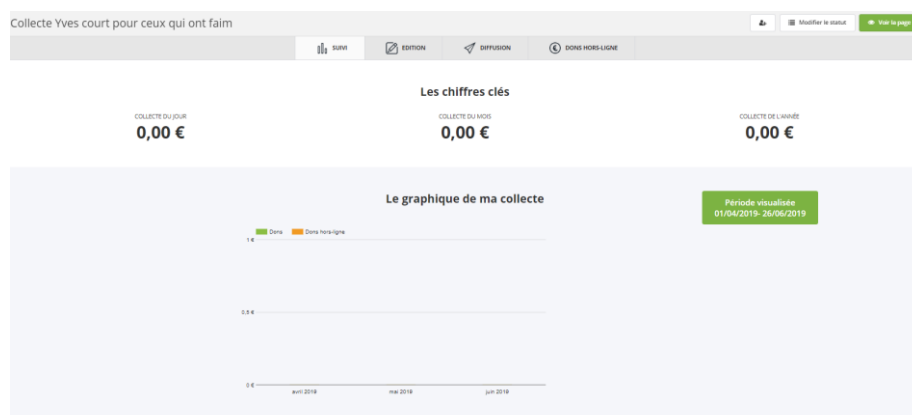 Collecte Yves court pour ceux qui ont faim
Modifier le statut
Voir la page
SUIVI
EDITION
DIFFUSION
DONS HORS-LIGNE
Les chiffres clés
COLLECTE DU JOUR
COLLECTE DU MOIS
COLLECTE DE L'ANNÉE
0,00 €
0,00 €
0,00 €
Le graphique de ma collecte
Période visualisée
01/04/2019- 26/06/2019
Dons
Dons hors-ligne
1 €
0,5 €
0 €
avril 2019
mai 2019
juin 2019